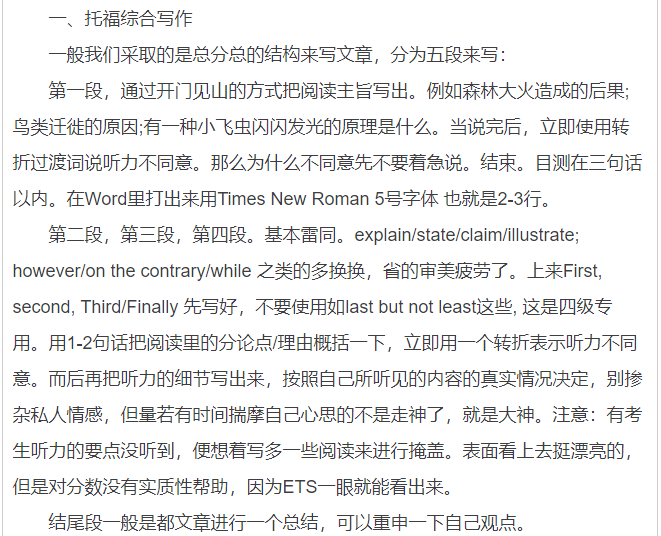 一、托福综合写作
一般我们采取的是总分总的结构来写文章，分为五段来写：
第一段，通过开门见山的方式把阅读主旨写出。例如森林大火造成的后果;
鸟类迁徙的原因;有一种小飞虫闪闪发光的原理是什么。当说完后，立即使用转
折过渡词说听力不同意。那么为什么不同意先不要着急说。结束。目测在三句话
以内。在Word里打出来用Times New Roman 5号字体 也就是2-3行。
第二段，第三段，第四段。基本雷同。explain/state/claim/illustrate;
however/on the contrary/while 之类的多换换，省的审美疲劳了。上来First,
second, Third/Finally 先写好，不要使用如last but not least这些, 这是四级专
用。用1-2句话把阅读里的分论点/理由概括一下，立即用一个转折表示听力不同
意。而后再把听力的细节写出来，按照自己所听见的内容的真实情况决定，别掺
杂私人情感，但量若有时间揣摩自己心思的不是走神了，就是大神。注意：有考
生听力的要点没听到，便想着写多一些阅读来进行掩盖。表面看上去挺漂亮的，
但是对分数没有实质性帮助，因为ETS一眼就能看出来。
结尾段一般是都文章进行一个总结，可以重申一下自己观点。